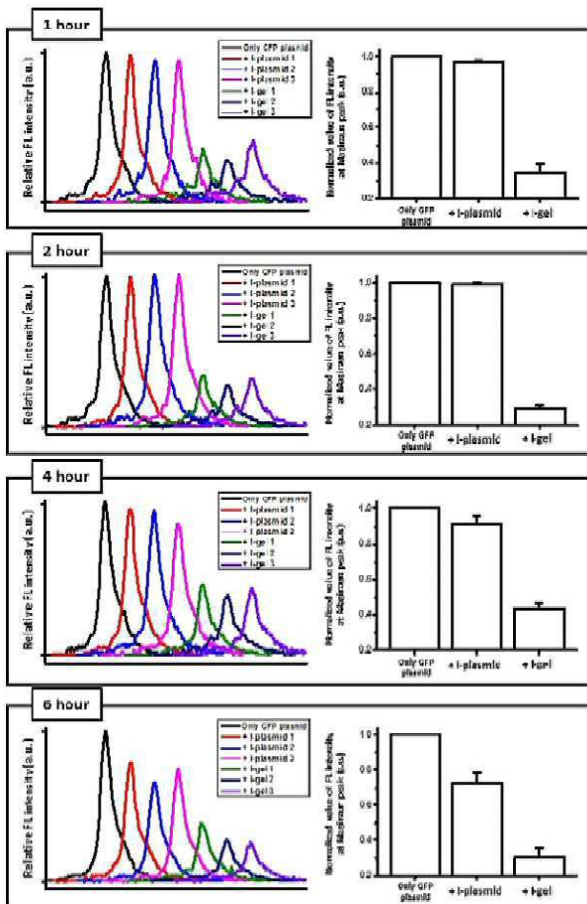 1 hour
Relative FL intensity (a.u.)
Only GFP plasmid
+ I-plasmid 1
+ I-plasmid 2
+ I-plasmid 3
+ I-gel 1
+ I-gel 2
+ I-gel 3
Normalized value of FL intensity
at Maximum peak (a.u.)
1.0
0.8
0.6
0.4
0.2
Only GFP
plasmid
+ I-plasmid
+ I-gel
2 hour
Relative FL intensity (a.u.)
Only GFP plasmid
+ I-plasmid 1
+ I-plasmid 2
+ I-plasmid 3
+ I-gel 1
+ I-gel 2
+ I-gel 3
Normalized value of FL intensity
at Maximum peak (a.u.)
1.0
0.8
0.6
0.4
0.2
Only GFP
plasmid
+ I-plasmid
+ I-gel
4 hour
Relative FL intensity (a.u.)
Only GFP plasmid
+ I-plasmid 1
+ I-plasmid 2
+ I-plasmid 3
+ I-gel 1
+ I-gel 2
+ I-gel 3
Normalized value of FL intensity
at Maximum peak (a.u.)
1.0
0.8
0.6
0.4
0.2
Only GFP
plasmid
+ I-plasmid
+ I-gel
6 hour
Relative FL intensity (a.u.)
Only GFP plasmid
+ I-plasmid 1
+ I-plasmid 2
+ I-plasmid 3
+ I-gel 1
+ I-gel 2
+ I-gel 3
Normalized value of FL intensity
at Maximum peak (a.u.)
1.0
0.8
0.6
0.4
0.2
Only GFP
plasmid
+ I-plasmid
+ I-gel